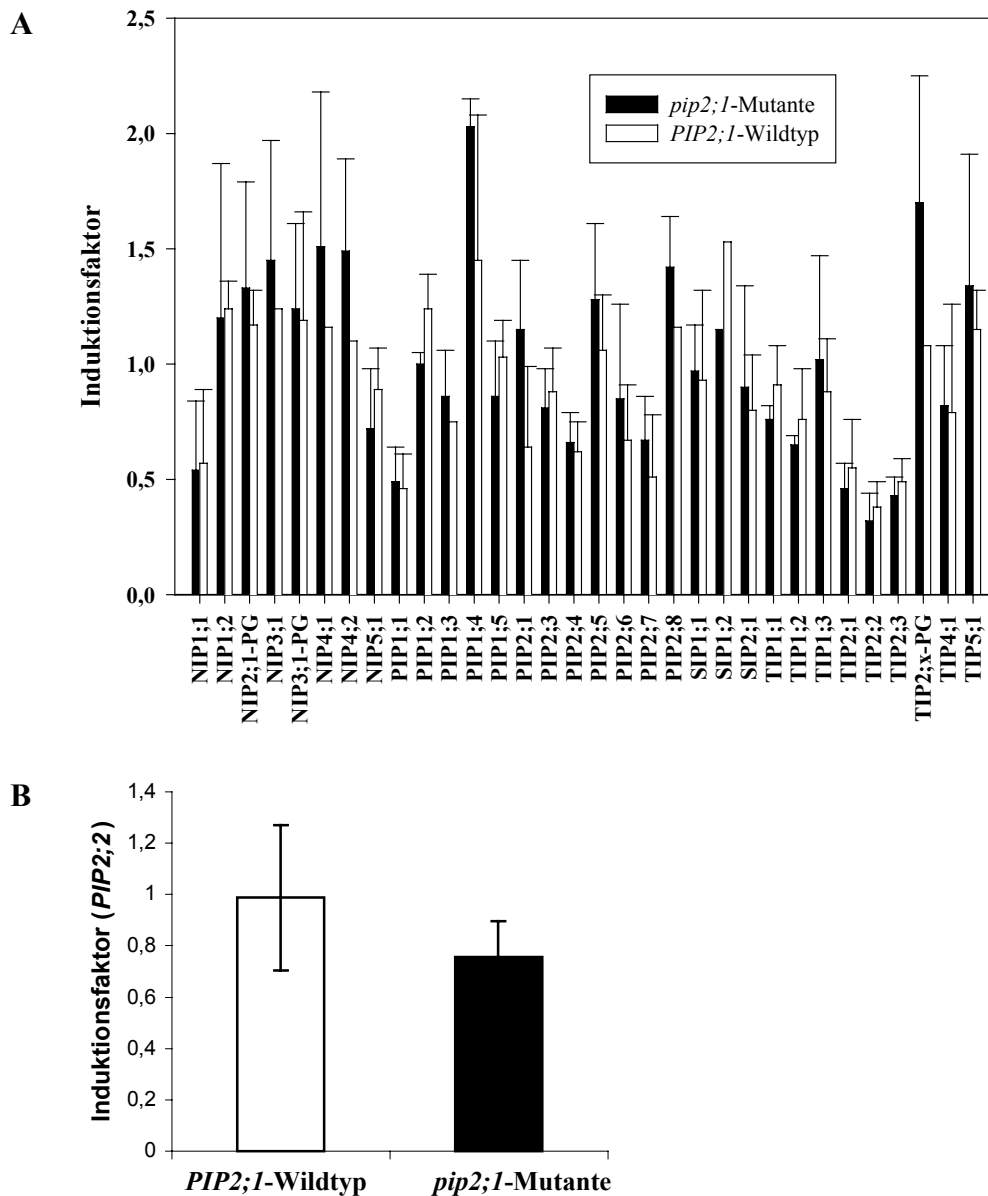 A
2,5
2,0
1,5
1,0
0,5
0,0
Induktionsfaktor
pip2;1-Mutante
PIP2;1-Wildtyp
NIP1;1
NIP1;2
NIP2;1-PG
NIP3;1
NIP3;1-PG
NIP4;1
NIP4;2
NIP5;1
PIP1;1
PIP1;2
PIP1;3
PIP1;4
PIP1;5
PIP2;1
PIP2;3
PIP2;4
PIP2;5
PIP2;6
PIP2;7
PIP2;8
SIP1;1
SIP1;2
SIP2;1
TIP1;1
TIP1;2
TIP1;3
TIP2;1
TIP2;2
TIP2;3
TIP2;x-PG
TIP4;1
TIP5;1
B
1,4
1,2
1
0,8
0,6
0,4
0,2
0
Induktionsfaktor (PIP2;2)
PIP2;1-Wildtyp
pip2;1-Mutante